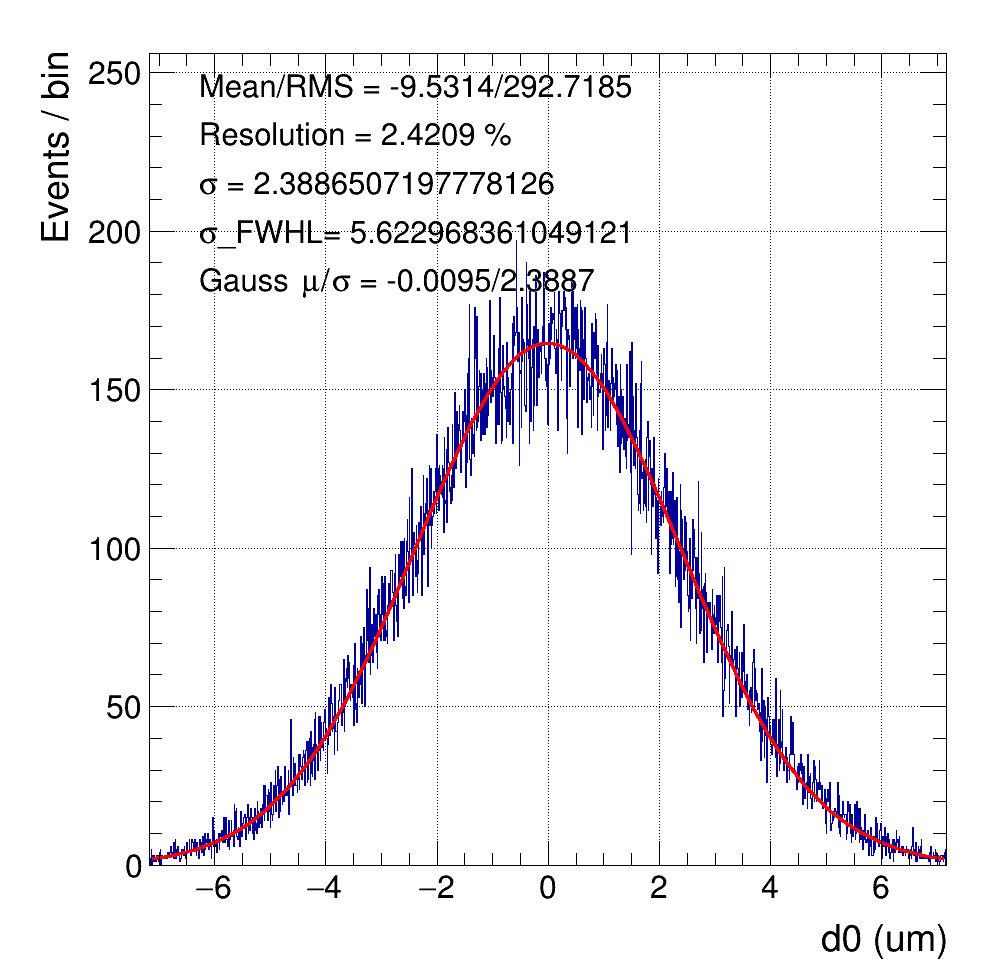 Events / bin
250
200
150
100
50
0
Mean/RMS = -9.5314/292.7185
Resolution = 2.4209 %
σ = 2.3886507197778126
σ_FWHL= 5.622968361049121
Gauss μ/σ = -0.0095/2.3887
−6 −4 −2 0 2 4 6
d0 (um)